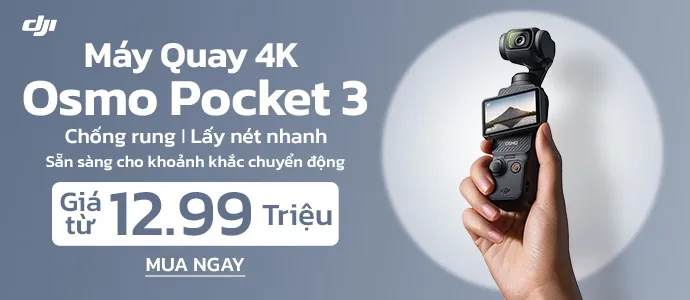 dji
Máy Quay 4K
Osmo Pocket 3
Chống rung | Lấy nét nhanh
Sẵn sàng cho khoảnh khắc chuyển động
Giá từ 12.99 Triệu
MUA NGAY
OSMO
dji